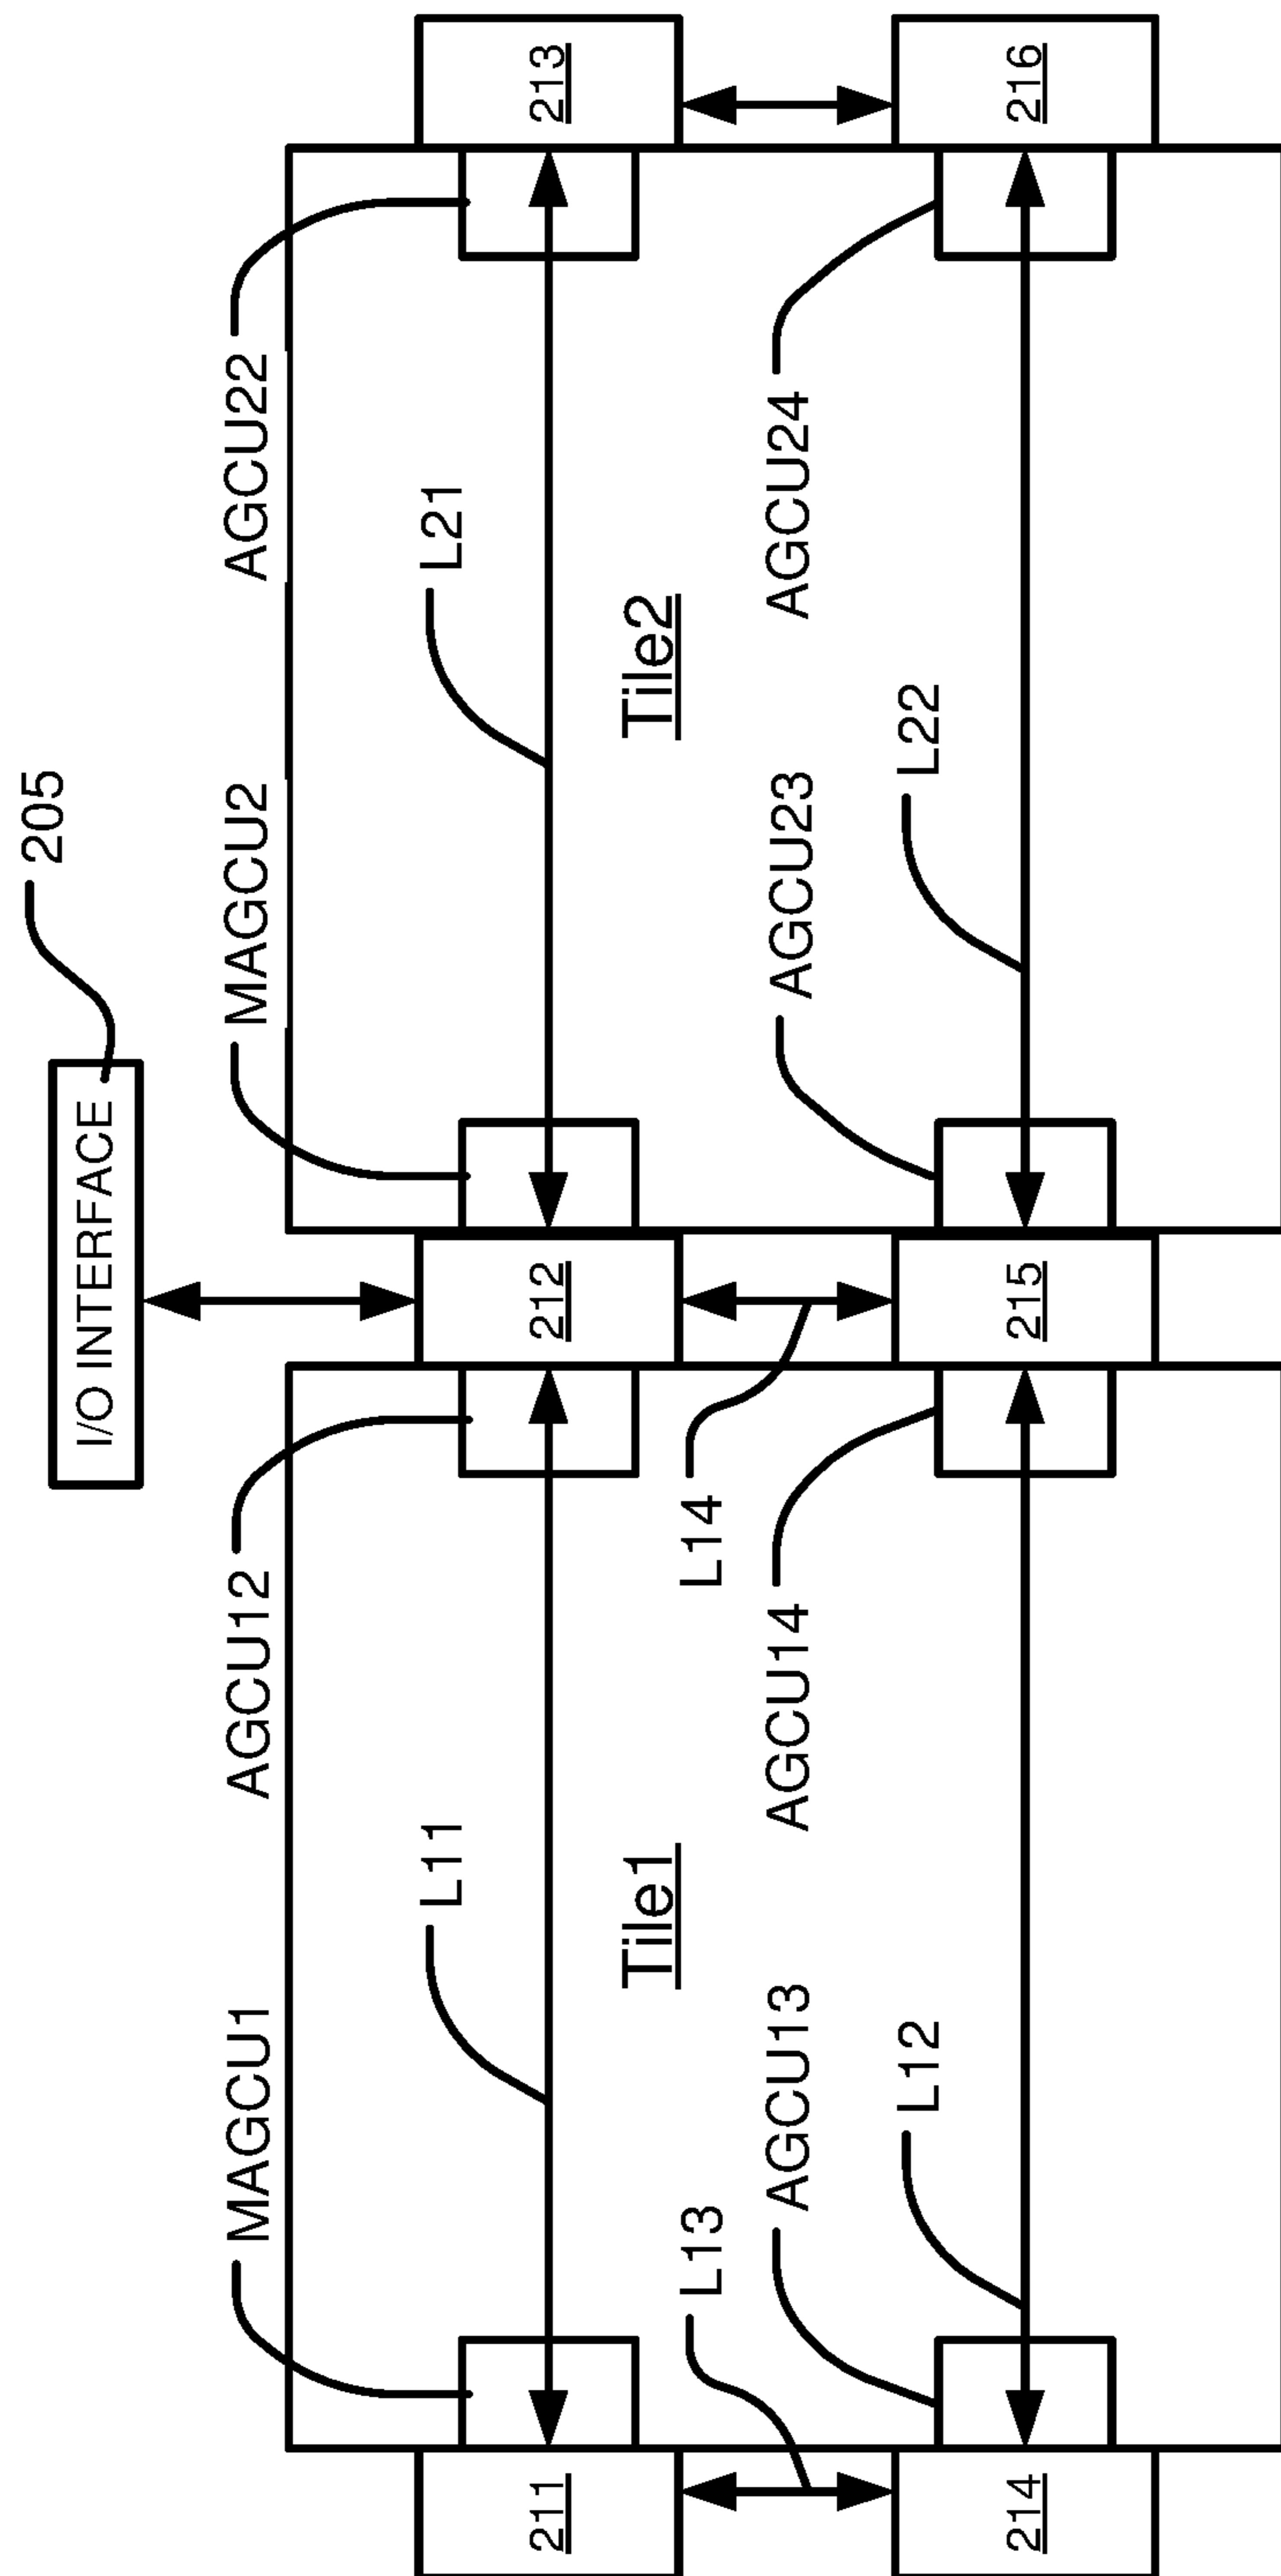 205
I/O INTERFACE
MAGCU1
AGCU12
MAGCU2
AGCU22
L11
L21
211
212
213
Tile1
Tile2
L13
L14
AGCU13
AGCU14
AGCU23
AGCU24
L12
L22
214
215
216